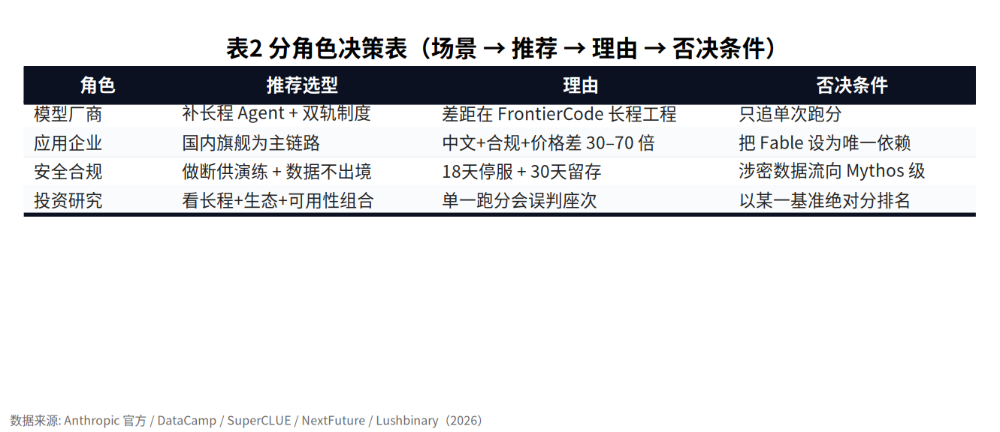 表2 分角色决策表（场景 → 推荐 → 理由 → 否决条件）
角色 推荐选型 理由 否决条件
模型厂商 补长程 Agent + 双轨制度 差距在 FrontierCode 长程工程 只追单次跑分
应用企业 国内旗舰为主链路 中文+合规+价格差 30–70 倍 把 Fable 设为唯一依赖
安全合规 做断供演练 + 数据不出境 18天停服 + 30天留存 涉密数据流向 Mythos 级
投资研究 看长程+生态+可用性组合 单一跑分会误判座次 以某一基准绝对分排名
数据来源: Anthropic 官方 / DataCamp / SuperCLUE / NextFuture / Lushbinary（2026）